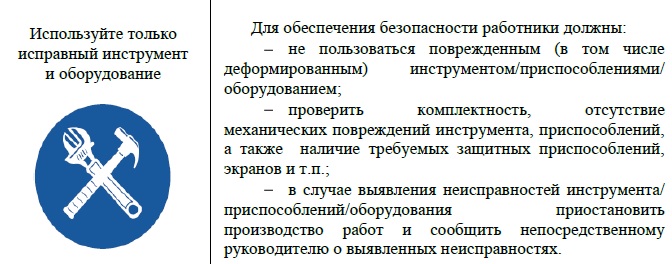 Используйте только
исправный инструмент
и оборудование
Для обеспечения безопасности работники должны:
– не пользоваться поврежденным (в том числе
деформированным) инструментом/приспособлениями/
оборудованием;
– проверить комплектность, отсутствие
механических повреждений инструмента, приспособлений,
а также наличие требуемых защитных приспособлений,
экранов и т.п.;
– в случае выявления неисправностей инструмента/
приспособлений/оборудования приостановить
производство работ и сообщить непосредственному
руководителю о выявленных неисправностях.